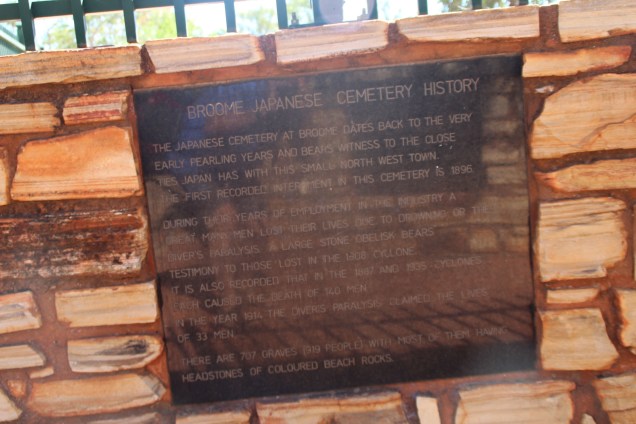 BROOME JAPANESE CEMETERY HISTORY
THE JAPANESE CEMETERY AT BROOME DATES BACK TO THE VERY
EARLY PEARLING YEARS AND BEARS WITNESS TO THE CLOSE
TIES JAPAN HAS WITH THIS SMALL NORTH WEST TOWN.
THE FIRST RECORDED INTERMENT IN THIS CEMETERY IS 1896.
DURING THEIR YEARS OF EMPLOYMENT IN THE INDUSTRY A
GREAT MANY MEN LOST THEIR LIVES DUE TO DROWNING OR THE
DIVER'S PARALYSIS. A LARGE STONE OBELISK BEARS
TESTIMONY TO THOSE LOST IN THE 1908 CYCLONE.
IT IS ALSO RECORDED THAT IN THE 1887 AND 1935 CYCLONES
EACH CAUSED THE DEATH OF 140 MEN.
IN THE YEAR 1914 THE DIVERS PARALYSIS CLAIMED THE LIVES
OF 33 MEN.
THERE ARE 707 GRAVES (919 PEOPLE) WITH MOST OF THEM HAVING
HEADSTONES OF COLOURED BEACH ROCKS.